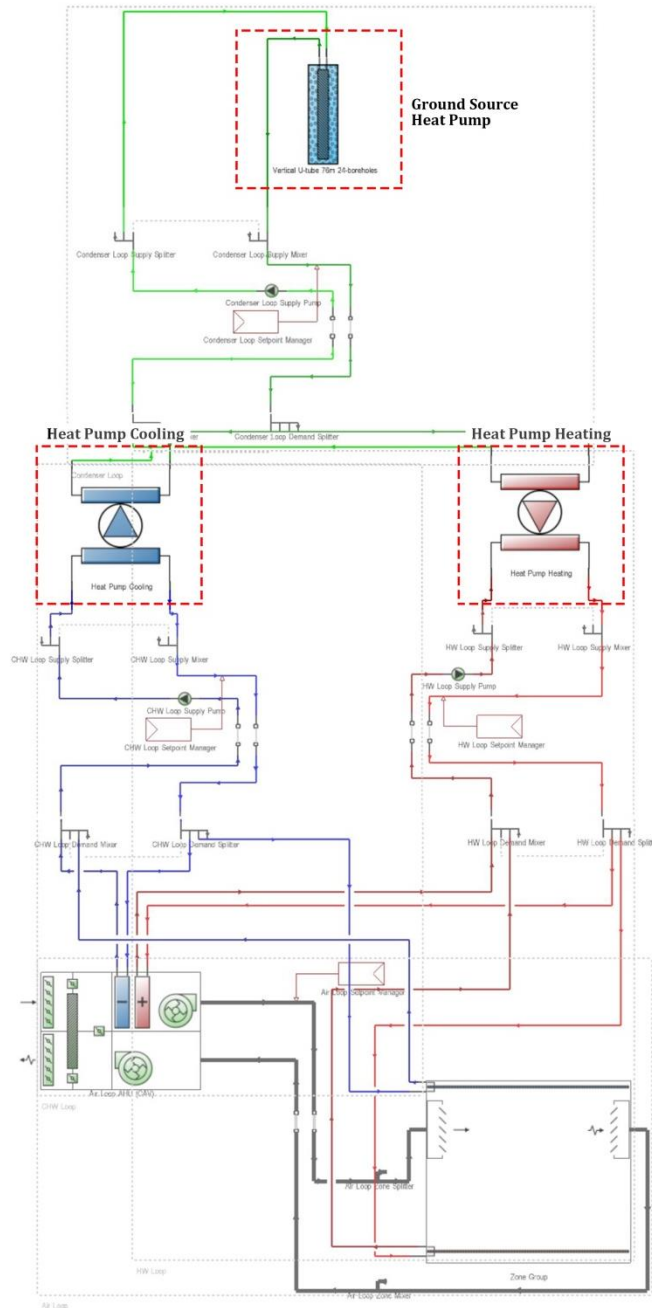 Ground Source
Heat Pump
Vertical U-tube 76m 24-boreholes
Condenser Loop Supply Splitter
Condenser Loop Supply Mixer
Condenser Loop Supply Pump
Condenser Loop Setpoint Manager
Condenser Loop Demand Splitter
Heat Pump Cooling
Heat Pump Heating
Condenser Loop
Heat Pump Cooling
Heat Pump Heating
CHW Loop Supply Splitter
CHW Loop Supply Mixer
HW Loop Supply Splitter
HW Loop Supply Mixer
CHW Loop Supply Pump
HW Loop Supply Pump
CHW Loop Setpoint Manager
HW Loop Setpoint Manager
CHW Loop Demand Mixer
CHW Loop Demand Splitter
HW Loop Demand Mixer
HW Loop Demand Split
Air Loop Setpoint Manager
Air Loop AHU (CAV)
CHW Loop
Air Loop Zone Splitter
HW Loop
Zone Group
Air Loop Zone Mixer
Air Loop